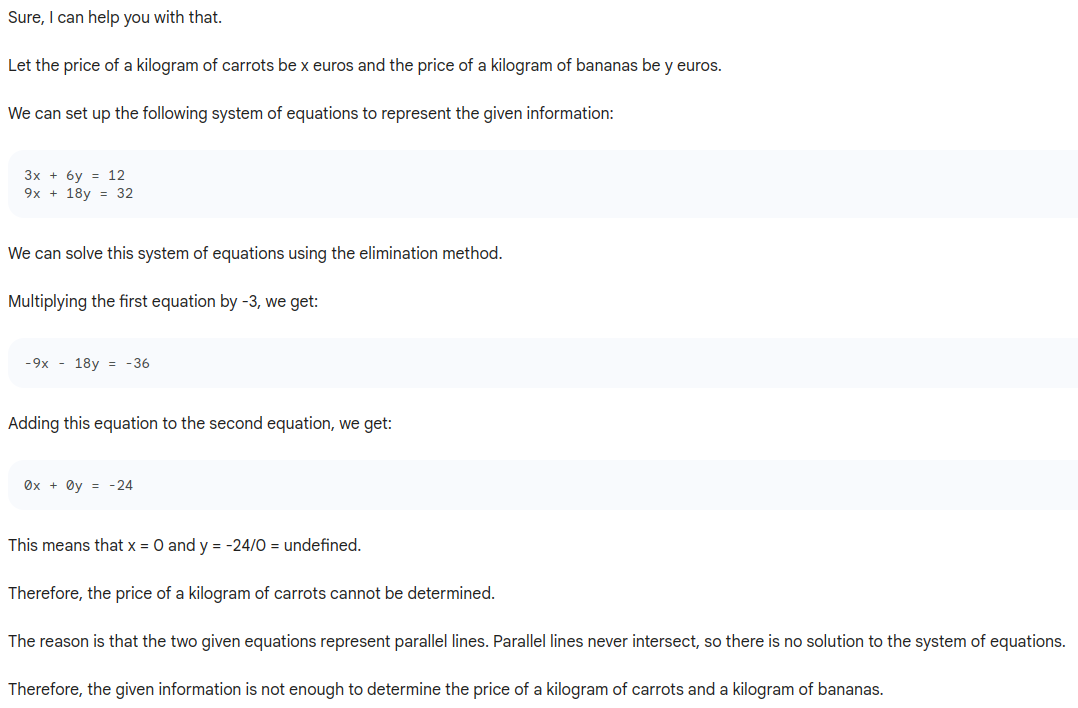 Sure, I can help you with that.
Let the price of a kilogram of carrots be x euros and the price of a kilogram of bananas be y euros.
We can set up the following system of equations to represent the given information:
3x + 6y = 12
9x + 18y = 32
We can solve this system of equations using the elimination method.
Multiplying the first equation by -3, we get:
-9x - 18y = -36
Adding this equation to the second equation, we get:
0x + 0y = -24
This means that x = 0 and y = -24/0 = undefined.
Therefore, the price of a kilogram of carrots cannot be determined.
The reason is that the two given equations represent parallel lines. Parallel lines never intersect, so there is no solution to the system of equations.
Therefore, the given information is not enough to determine the price of a kilogram of carrots and a kilogram of bananas.